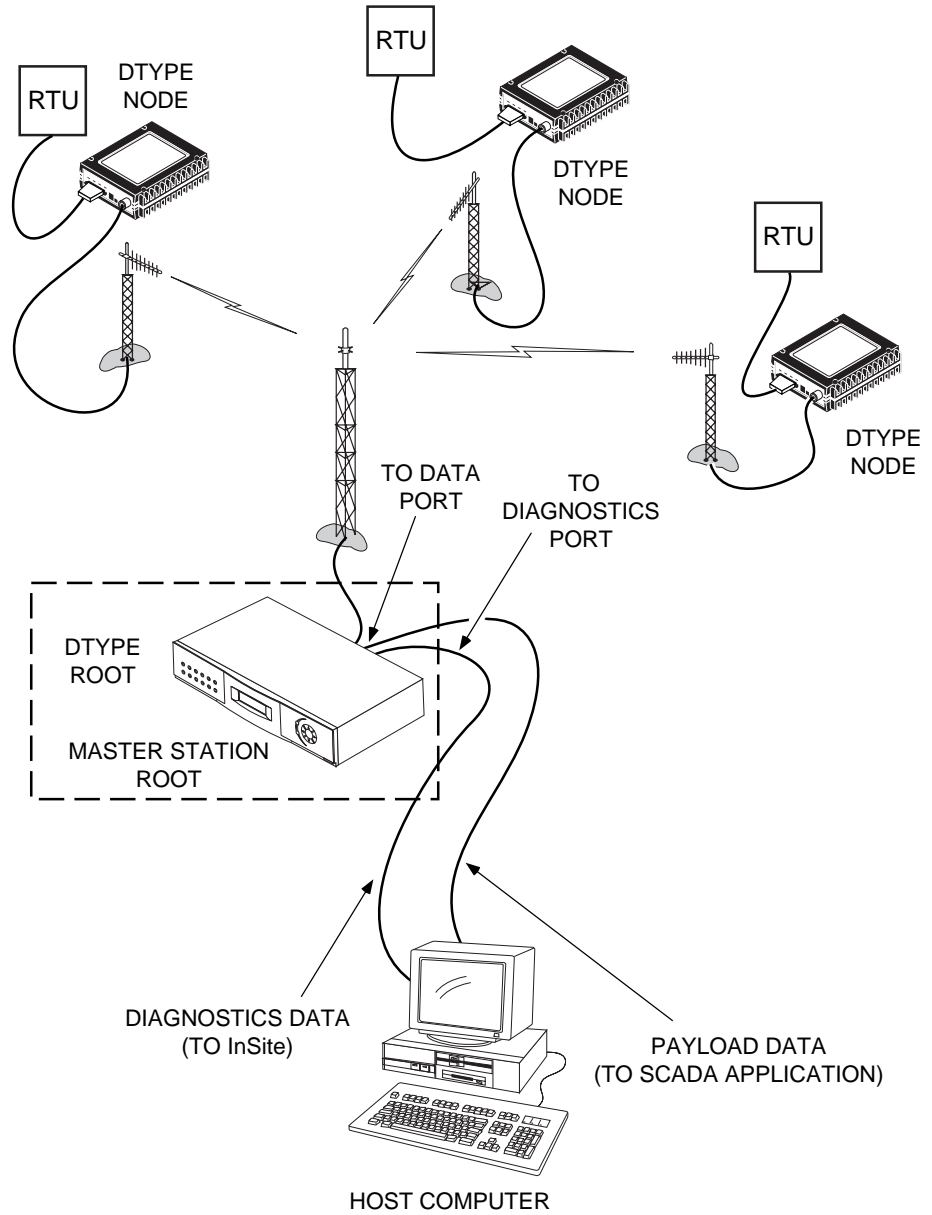 RTU
DTYPE
NODE
RTU
DTYPE
NODE
RTU
DTYPE
NODE
TO DATA
PORT
TO
DIAGNOSTICS
PORT
DTYPE
ROOT
MASTER STATION
ROOT
DIAGNOSTICS DATA
(TO InSite)
PAYLOAD DATA
(TO SCADA APPLICATION)
HOST COMPUTER